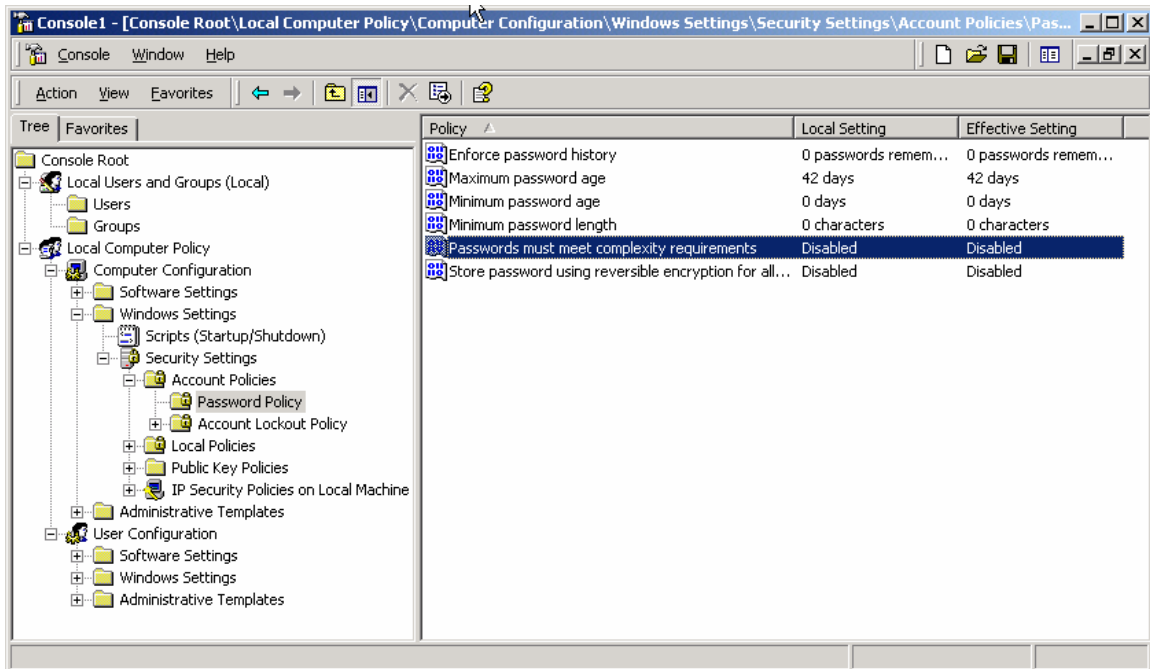 Console1 - [Console Root\Local Computer Policy\Computer Configuration\Windows Settings\Security Settings\Account Policies\Pas...
Console Window Help
Action View Favorites
Tree Favorites
Console Root
Local Users and Groups (Local)
Users
Groups
Local Computer Policy
Computer Configuration
Software Settings
Windows Settings
Scripts (Startup/Shutdown)
Security Settings
Account Policies
Password Policy
Account Lockout Policy
Local Policies
Public Key Policies
IP Security Policies on Local Machine
Administrative Templates
User Configuration
Software Settings
Windows Settings
Administrative Templates
Policy Local Setting Effective Setting
Enforce password history 0 passwords remem... 0 passwords remem...
Maximum password age 42 days 42 days
Minimum password age 0 days 0 days
Minimum password length 0 characters 0 characters
Passwords must meet complexity requirements Disabled Disabled
Store password using reversible encryption for all... Disabled Disabled